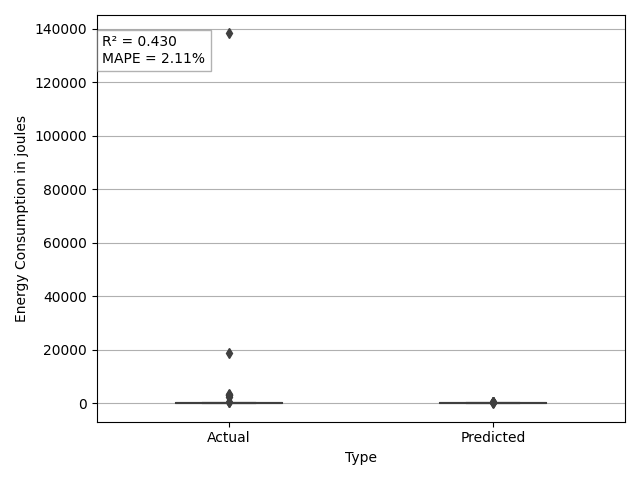 R² = 0.430
MAPE = 2.11%
140000
120000
100000
80000
60000
40000
20000
0
Energy Consumption in joules
Actual
Predicted
Type